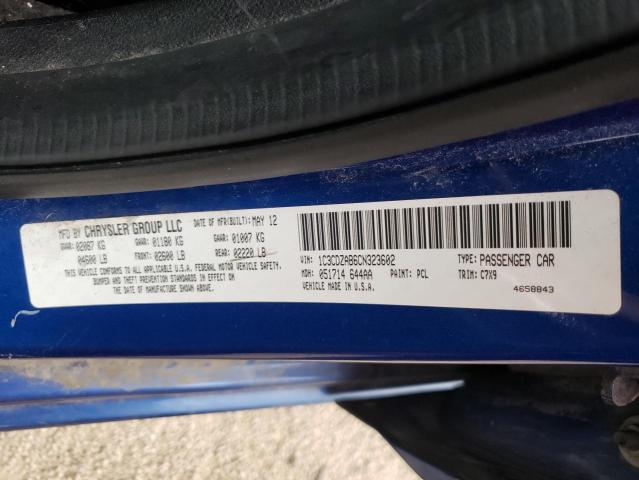 MFD BY CHRYSLER GROUP LLC DATE OF MFR(BUILT): MAY 12
GVWR: 02087 KG GAWR: 01180 KG GAWR: 01007 KG
04600 LB FRONT: 02600 LB REAR: 02220 LB
THIS VEHICLE CONFORMS TO ALL APPLICABLE U.S.A. FEDERAL MOTOR VEHICLE SAFETY,
BUMPER AND THEFT PREVENTION STANDARDS IN EFFECT ON
THE DATE OF MANUFACTURE SHOWN ABOVE.
VIN: 1C3CDZAB6CN323602 TYPE: PASSENGER CAR
MDH: 051714 644AA PAINT: PCL TRIM: C7X9
VEHICLE MADE IN U.S.A. 4658843